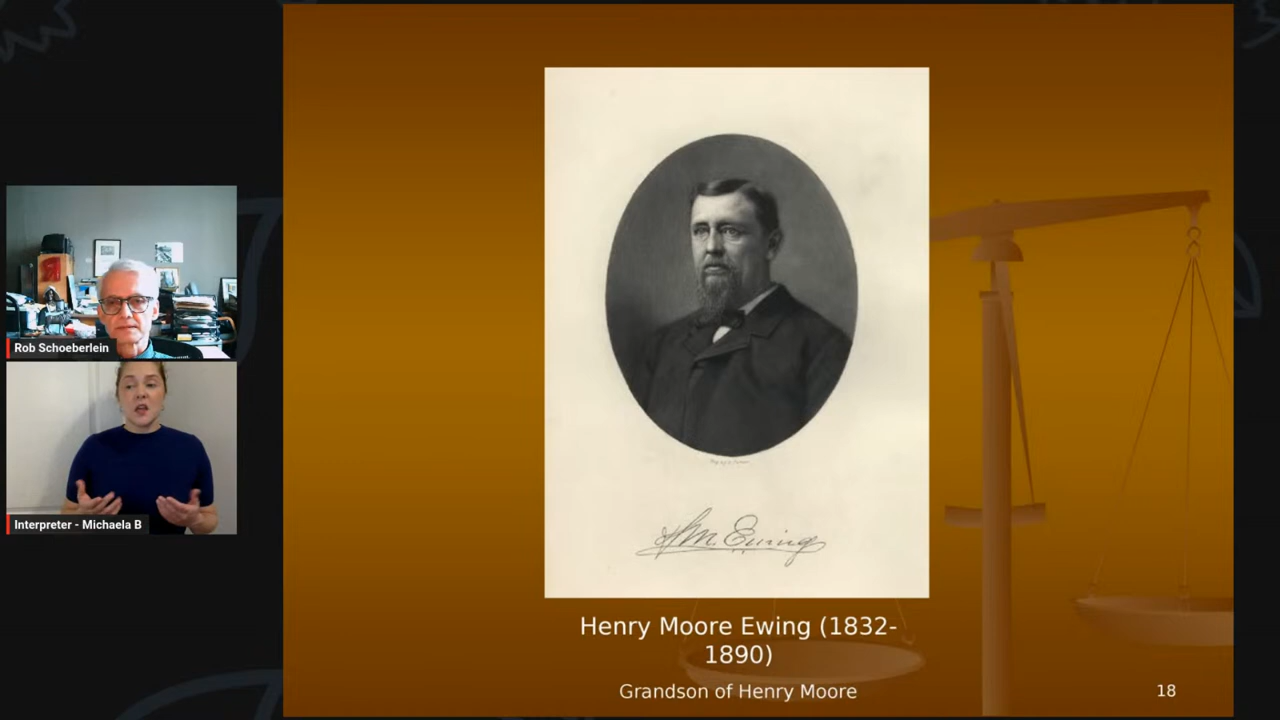 Rob Schoeberlein
Interpreter - Michaela B
H.M. Ewing
Henry Moore Ewing (1832-
1890)
Grandson of Henry Moore
18